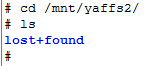 # cd /mnt/yaffs2/
# ls
lost+found
#